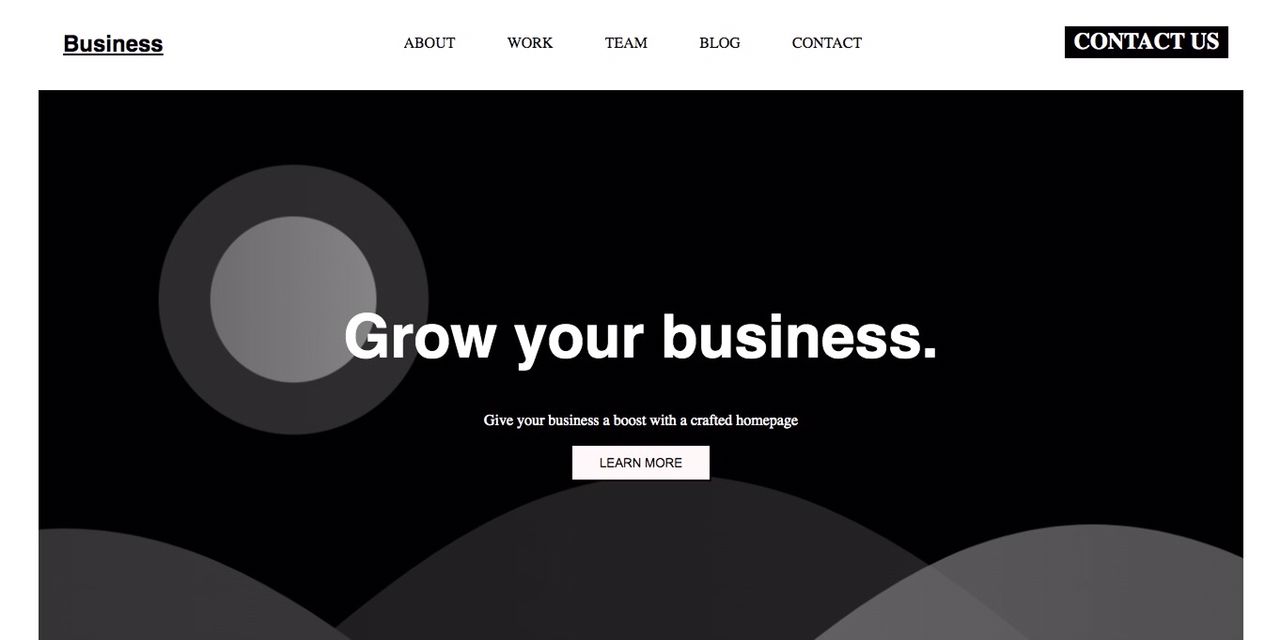 Business
ABOUT WORK TEAM BLOG CONTACT
CONTACT US
Grow your business.
Give your business a boost with a crafted homepage
LEARN MORE